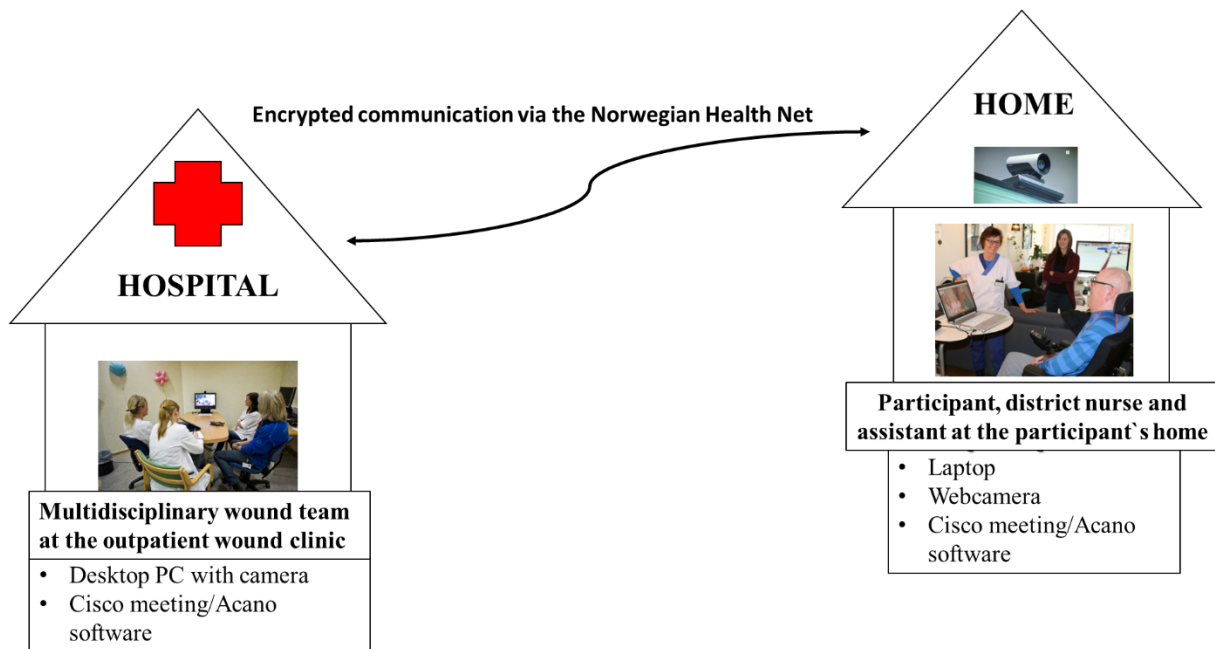 Encrypted communication via the Norwegian Health Net
HOSPITAL
Multidisciplinary wound team
at the outpatient wound clinic
• Desktop PC with camera
• Cisco meeting/Acano
software
HOME
Participant, district nurse and
assistant at the participant`s home
• Laptop
• Webcamera
• Cisco meeting/Acano
software